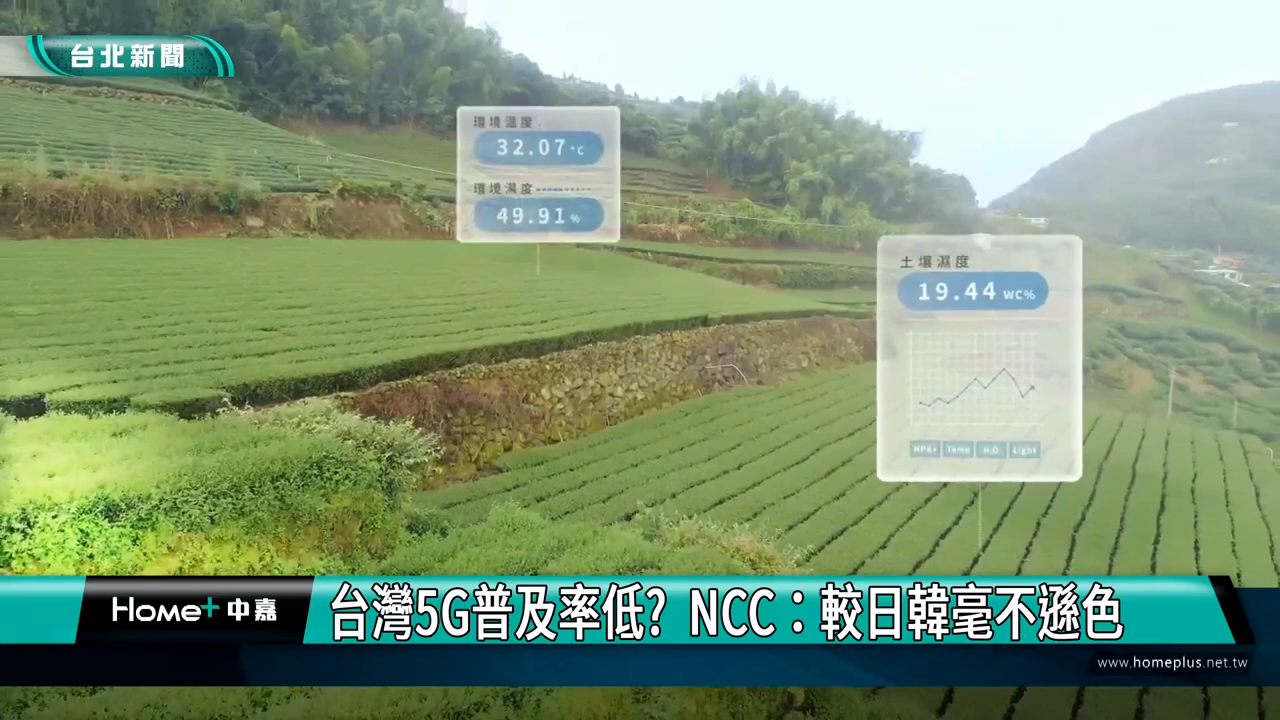 台北新聞
環境溫度
32.07 °C
環境濕度
49.91 %
土壤濕度
19.44 WC%
NPK+ Temp H₂O Light
Home+中嘉
台灣5G普及率低? NCC：較日韓毫不遜色
www.homeplus.net.tw